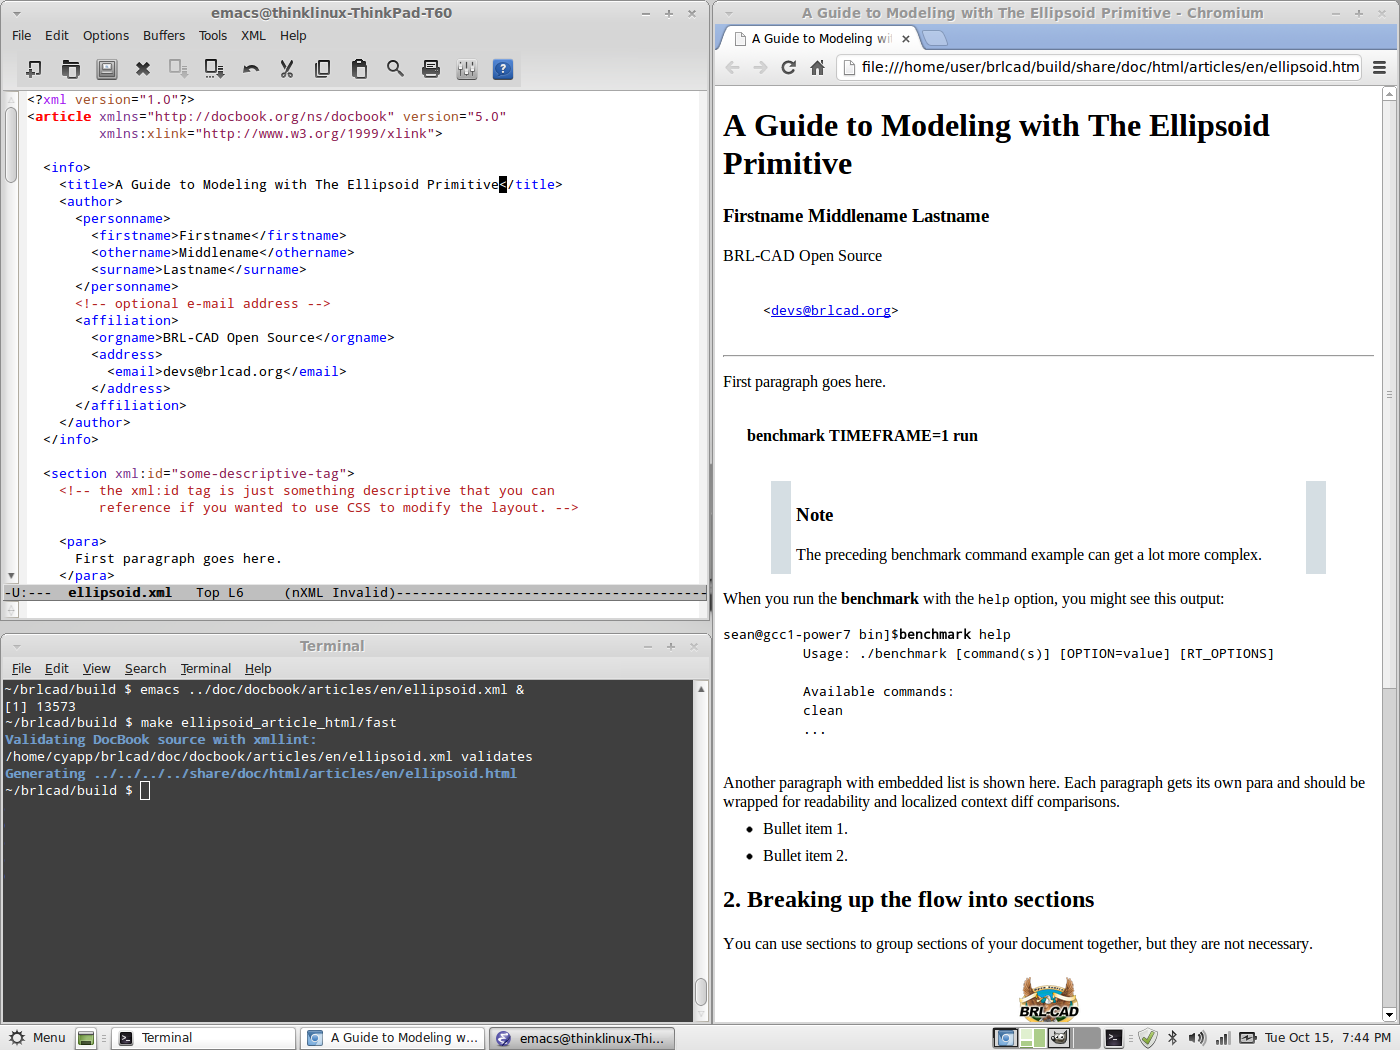 emacs@thinklinux-ThinkPad-T60
File Edit Options Buffers Tools XML Help
<?xml version="1.0"?>
<article xmlns="http://docbook.org/ns/docbook" version="5.0"
xmlns:xlink="http://www.w3.org/1999/xlink">
<info>
<title>A Guide to Modeling with The Ellipsoid Primitive</title>
<author>
<personname>
<firstname>Firstname</firstname>
<othername>Middlename</othername>
<surname>Lastname</surname>
</personname>
<!-- optional e-mail address -->
<affiliation>
<orgname>BRL-CAD Open Source</orgname>
<address>
<email>devs@brlcad.org</email>
</address>
</affiliation>
</author>
</info>
<section xml:id="some-descriptive-tag">
<!-- the xml:id tag is just something descriptive that you can
reference if you wanted to use CSS to modify the layout. -->
<para>
First paragraph goes here.
</para>
-U:--- ellipsoid.xml Top L6 (nXML Invalid)---------------------------------------
Terminal
File Edit View Search Terminal Help
~/brlcad/build $ emacs ../doc/docbook/articles/en/ellipsoid.xml &
[1] 13573
~/brlcad/build $ make ellipsoid_article_html/fast
Validating DocBook source with xmllint:
/home/cyapp/brlcad/doc/docbook/articles/en/ellipsoid.xml validates
Generating ../../../../share/doc/html/articles/en/ellipsoid.html
~/brlcad/build $
A Guide to Modeling with The Ellipsoid Primitive - Chromium
A Guide to Modeling wi
file:///home/user/brlcad/build/share/doc/html/articles/en/ellipsoid.htm
A Guide to Modeling with The Ellipsoid
Primitive
Firstname Middlename Lastname
BRL-CAD Open Source
<devs@brlcad.org>
First paragraph goes here.
benchmark TIMEFRAME=1 run
Note
The preceding benchmark command example can get a lot more complex.
When you run the benchmark with the help option, you might see this output:
sean@gcc1-power7 bin]$benchmark help
Usage: ./benchmark [command(s)] [OPTION=value] [RT_OPTIONS]
Available commands:
clean
...
Another paragraph with embedded list is shown here. Each paragraph gets its own para and should be
wrapped for readability and localized context diff comparisons.
• Bullet item 1.
• Bullet item 2.
2. Breaking up the flow into sections
You can use sections to group sections of your document together, but they are not necessary.
BRL-CAD
Menu Terminal A Guide to Modeling w... emacs@thinklinux-Thi... Tue Oct 15, 7:44 PM